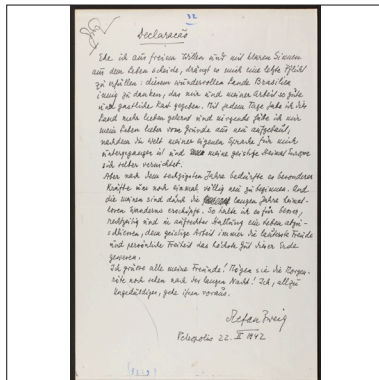 32
Declaracão
Ehe ich aus freiem Willen und mit klaren Sinnen
aus dem Leben scheide, drängt es mich eine letzte Pflicht
zu erfüllen: diesem wundervollen Lande Brasilien
innig zu danken, das mir und meiner Arbeit so gute
und gastliche Rast gegeben. Mit jedem Tage habe ich dies
Land mehr lieben gelernt und nirgends hätte ich mir
mein Leben lieber vom Grunde aus neu aufgebaut,
nachdem die Welt meiner eigenen Sprache für mich
untergegangen ist und meine geistige Heimat Europa
sich selber vernichtet.
Aber nach dem sechzigsten Jahre bedürfte es besonderer
Kräfte um noch einmal völlig neu zu beginnen. Und
die meinen sind durch die langen Jahre heimat-
losen Wanderns erschöpft. So halte ich es für besser,
rechtzeitig und in aufrechter Haltung ein Leben abzu-
schliessen, dem geistige Arbeit immer die lauterste Freude
und persönliche Freiheit das höchste Gut dieser Erde
gewesen.
Ich grüsse alle meine Freunde! Mögen sie die Morgen-
röte noch sehen nach der langen Nacht! Ich, allzu
Ungeduldiger, gehe ihnen voraus.
Stefan Zweig
Petropolis 22. II 1942